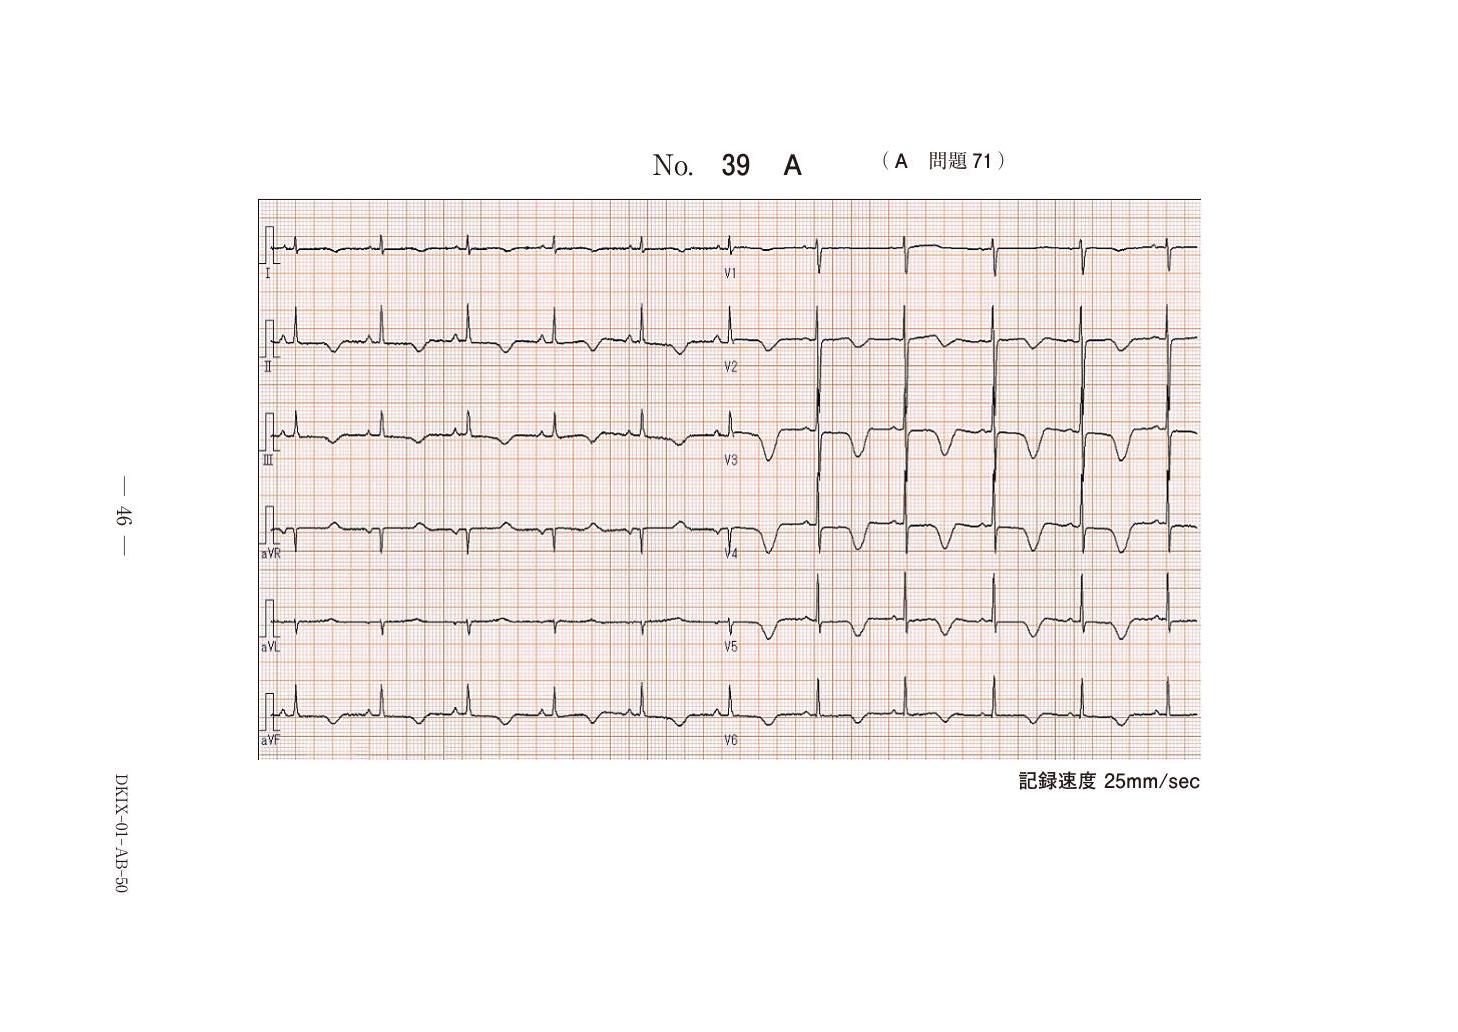 No. 39 A （A 問題 71）
I
V1
II
V2
III
V3
aVR
V4
aVL
V5
aVF
V6
記録速度 25mm/sec
— 46 —
DKIX-01-AB-50